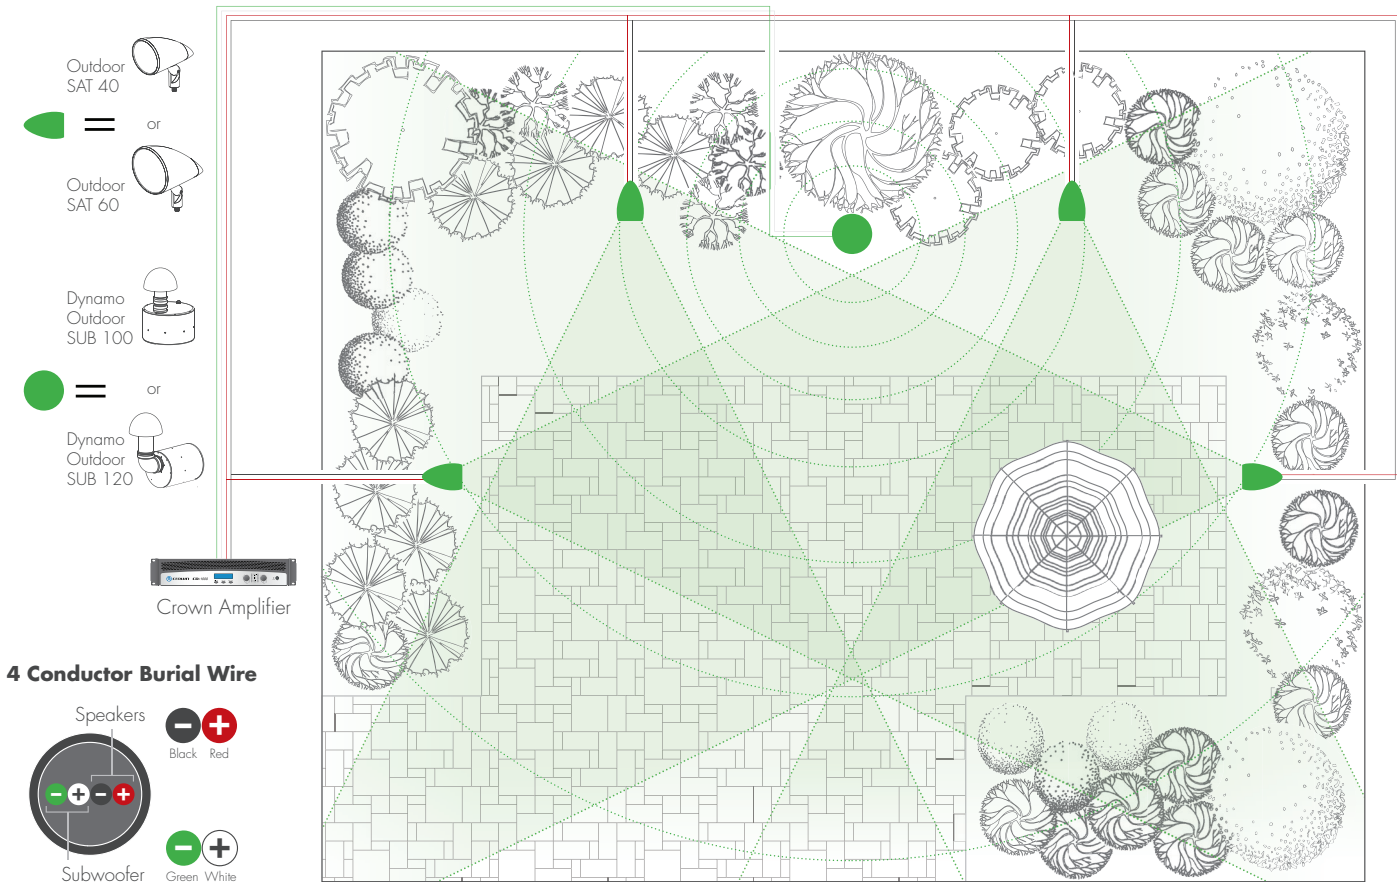 Outdoor
SAT 40
or
Outdoor
SAT 60
Dynamo
Outdoor
SUB 100
or
Dynamo
Outdoor
SUB 120
crown
Crown Amplifier
4 Conductor Burial Wire
Speakers
Black Red
Subwoofer
Green White